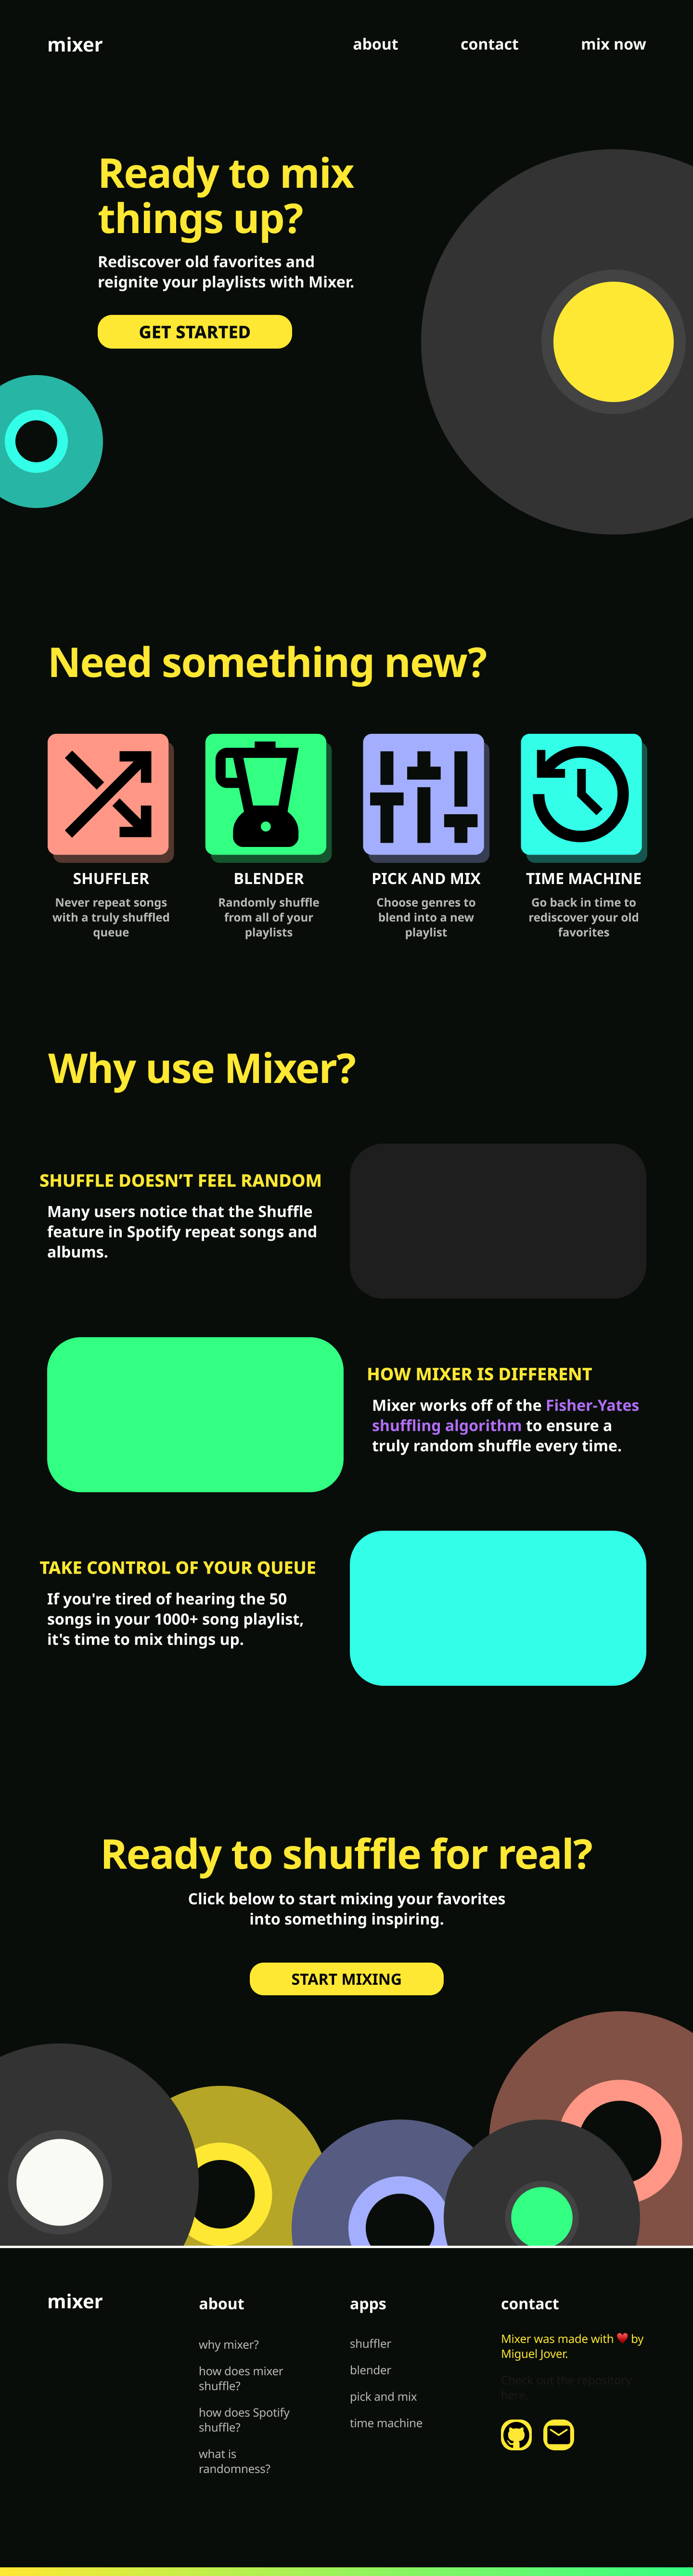 mixer
about
contact
mix now
Ready to mix
things up?
Rediscover old favorites and
reignite your playlists with Mixer.
GET STARTED
Need something new?
SHUFFLER
Never repeat songs
with a truly shuffled
queue
BLENDER
Randomly shuffle
from all of your
playlists
PICK AND MIX
Choose genres to
blend into a new
playlist
TIME MACHINE
Go back in time to
rediscover your old
favorites
Why use Mixer?
SHUFFLE DOESN’T FEEL RANDOM
Many users notice that the Shuffle
feature in Spotify repeat songs and
albums.
HOW MIXER IS DIFFERENT
Mixer works off of the Fisher-Yates
shuffling algorithm to ensure a
truly random shuffle every time.
TAKE CONTROL OF YOUR QUEUE
If you're tired of hearing the 50
songs in your 1000+ song playlist,
it's time to mix things up.
Ready to shuffle for real?
Click below to start mixing your favorites
into something inspiring.
START MIXING
mixer
about
why mixer?
how does mixer
shuffle?
how does Spotify
shuffle?
what is
randomness?
apps
shuffler
blender
pick and mix
time machine
contact
Mixer was made with ❤️ by
Miguel Jover.
Check out the repository
here.